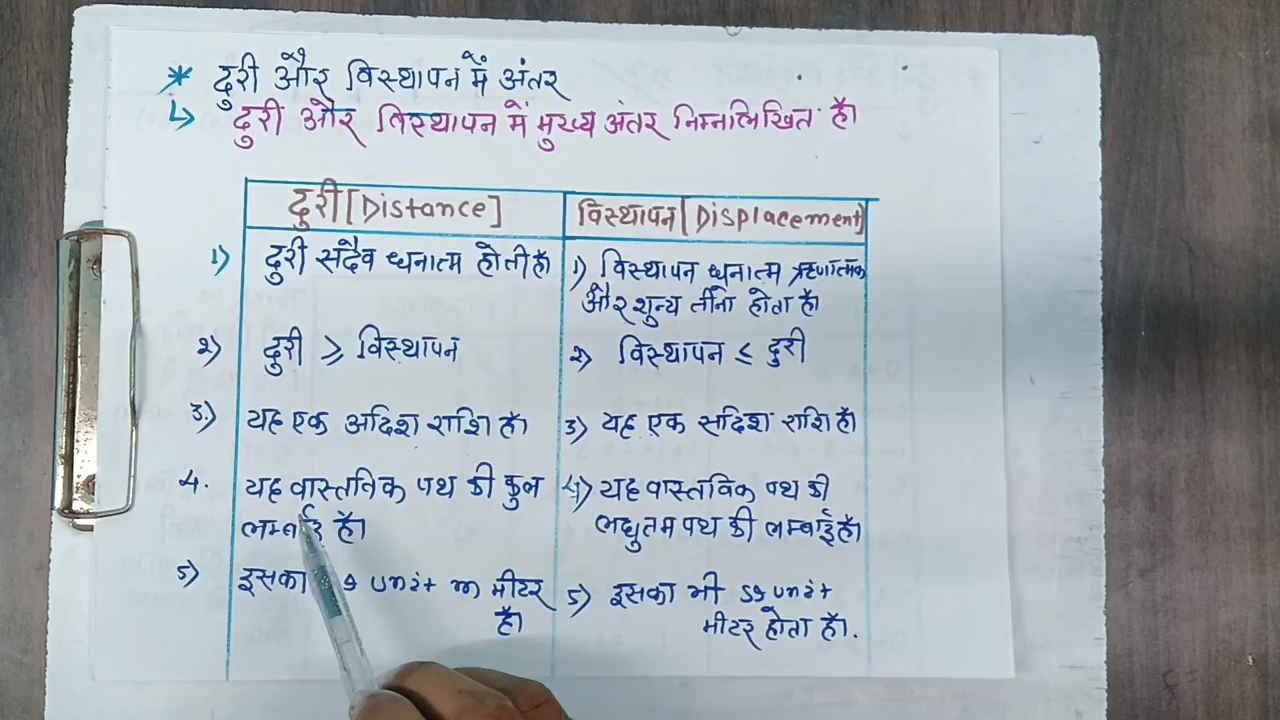 * दुरी और विस्थापन में अंतर
↳ दुरी और विस्थापन में मुख्य अंतर निम्नलिखित है।
दुरी [Distance]
विस्थापन [Displacement]
1) दुरी सदैव ध्नात्म होती है।
1) विस्थापन ध्नात्म ऋणात्मक
और शुन्य तीनो होता है।
2) दुरी ≥ विस्थापन
2) विस्थापन ≤ दुरी
3) यह एक अदिश राशि है।
3) यह एक सदिश राशि है।
4. यह वास्तविक पथ की कुल
है।
4) यह वास्तविक पथ की
लघुतम पथ की लम्बाई है।
5) इसका unit m मीटर
है।
5) इसका भी SI unit
मीटर होता है।